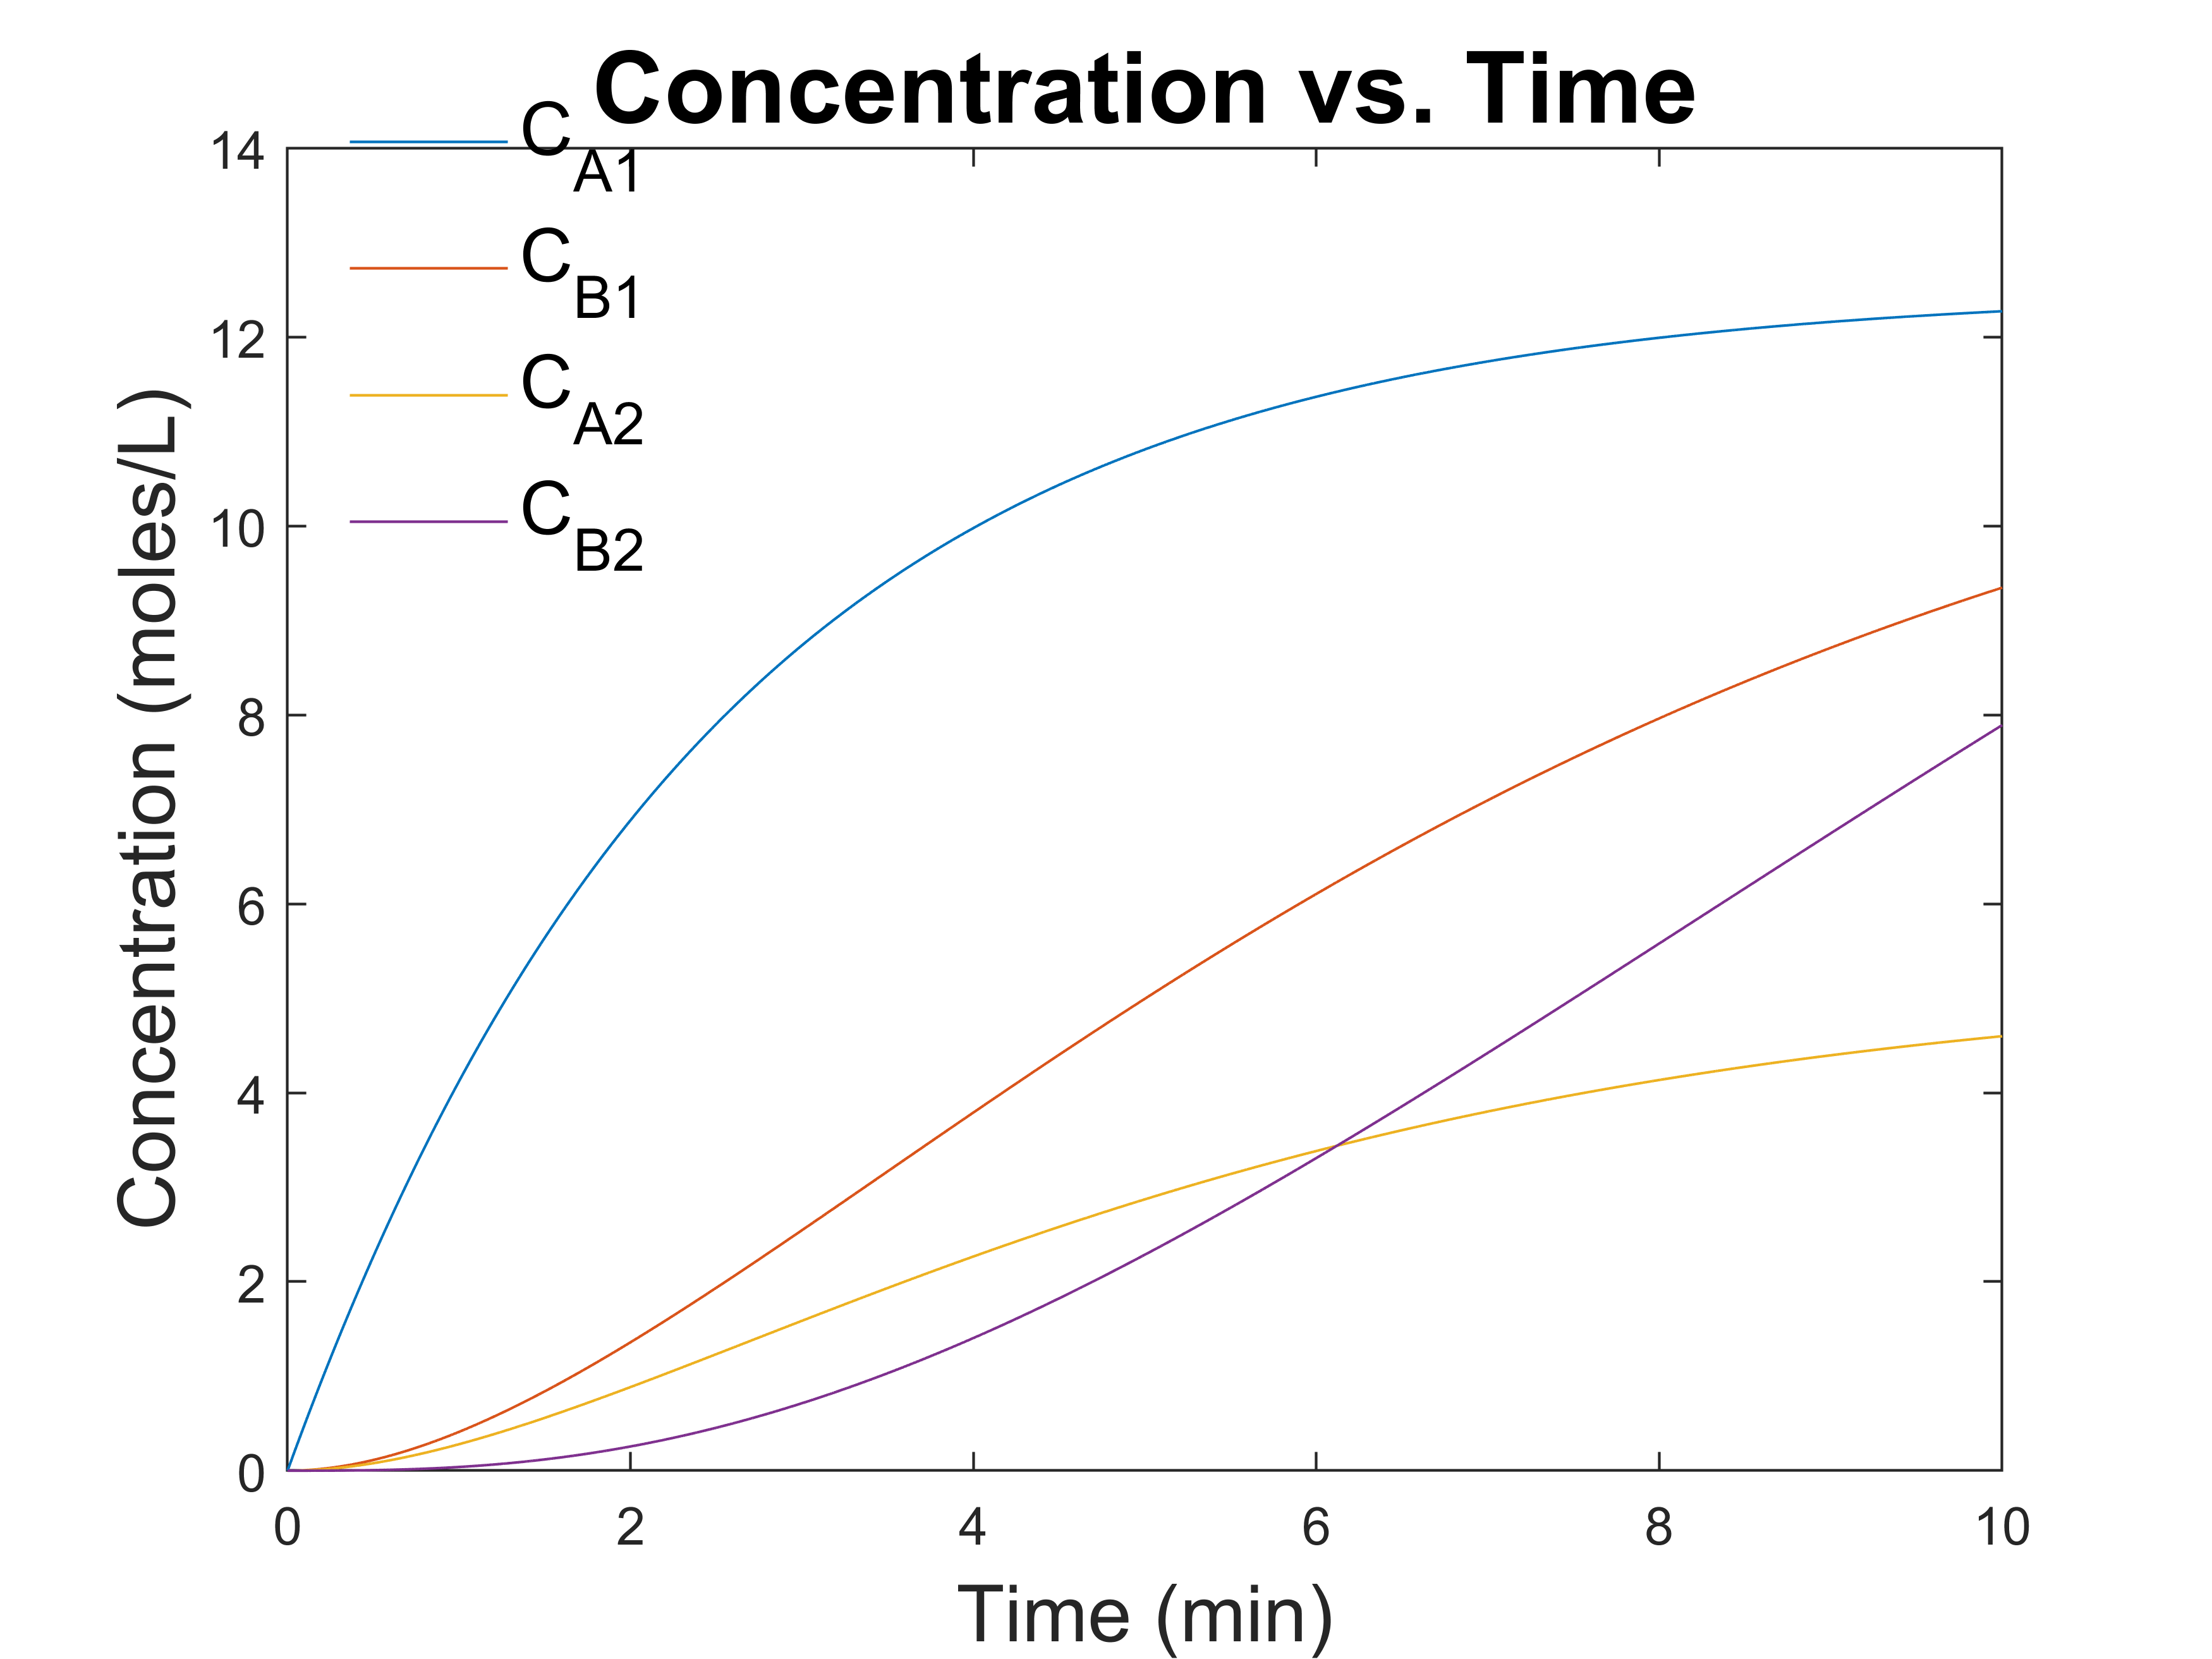 Concentration vs. Time
C_A1
C_B1
C_A2
C_B2
14
12
10
8
6
4
2
0
Concentration (moles/L)
0 2 4 6 8 10
Time (min)